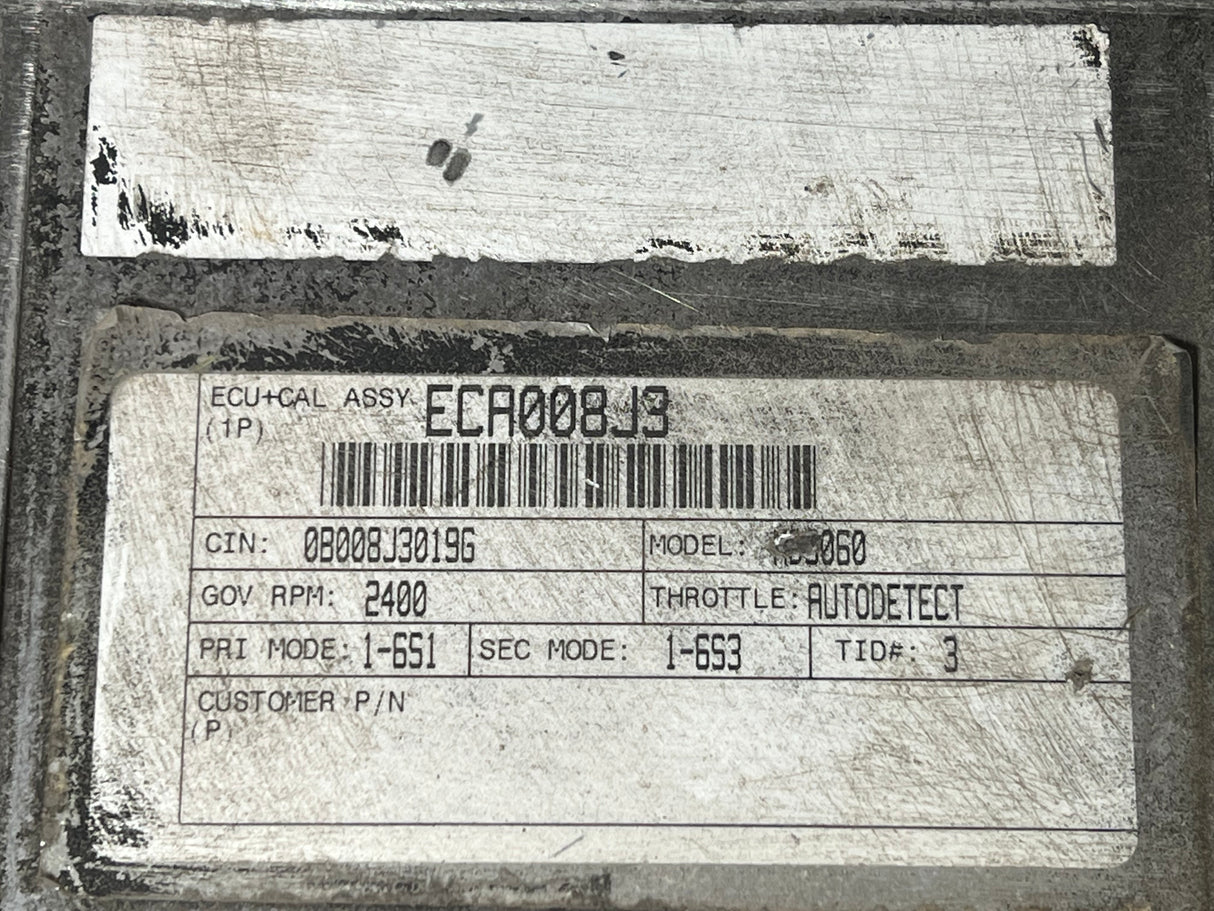 ECU+CAL ASSY ECA008J3
(1P)
CIN: 0B008J3019G MODEL:
GOV RPM: 2400 THROTTLE: AUTODETECT
PRI MODE: 1-6S1 SEC MODE: 1-6S3 TID#: 3
CUSTOMER P/N
(P)